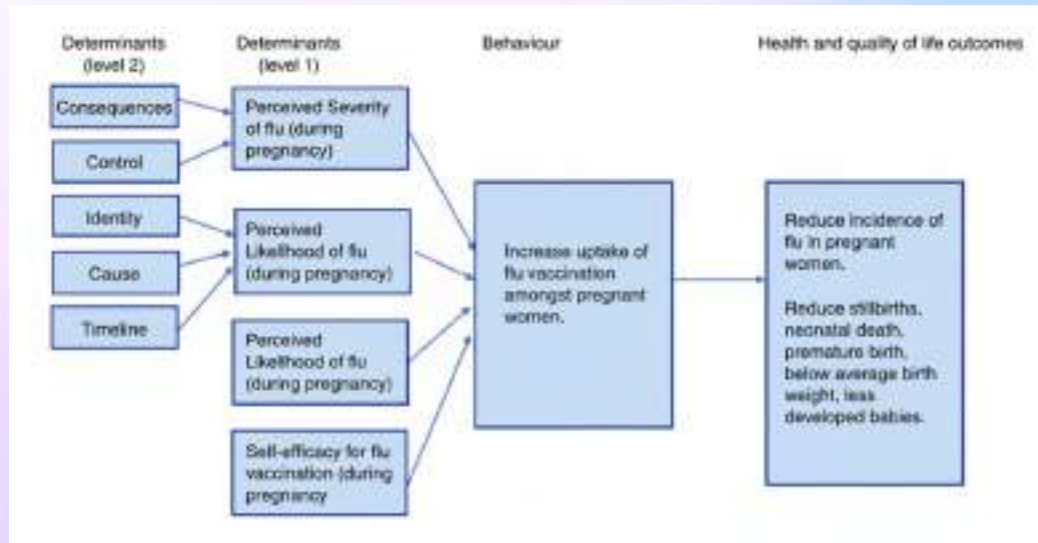 Determinants
(level 2)
Determinants
(level 1)
Behaviour
Health and quality of life outcomes
Consequences
Control
Identity
Cause
Timeline
Perceived Severity
of flu (during
pregnancy)
Perceived
Likelihood of flu
(during pregnancy)
Perceived
Likelihood of flu
(during pregnancy)
Self-efficacy for flu
vaccination (during
pregnancy
Increase uptake of
flu vaccination
amongst pregnant
women.
Reduce incidence of
flu in pregnant
women.
Reduce stillbirths,
neonatal death,
premature birth,
below average birth
weight, less
developed babies.